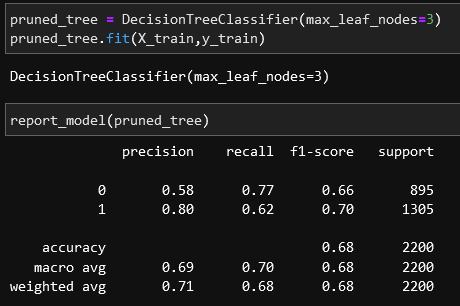 pruned_tree = DecisionTreeClassifier(max_leaf_nodes=3)
pruned_tree.fit(X_train,y_train)
DecisionTreeClassifier(max_leaf_nodes=3)
report_model(pruned_tree)
precision recall f1-score support
0 0.58 0.77 0.66 895
1 0.80 0.62 0.70 1305
accuracy 0.68 2200
macro avg 0.69 0.70 0.68 2200
weighted avg 0.71 0.68 0.68 2200